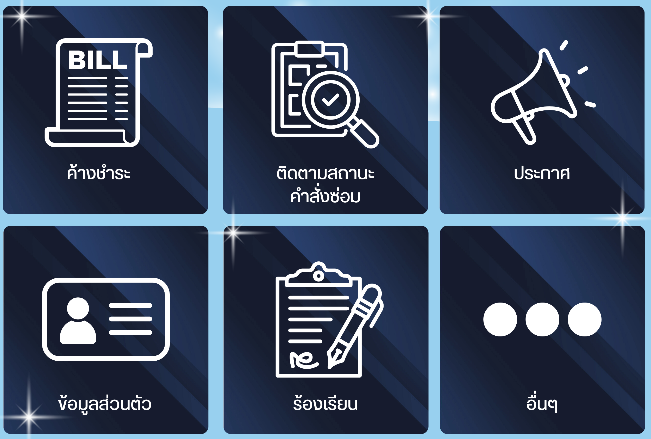 BILL
ค้างชำระ
ติดตามสถานะ
คำสั่งซ่อม
ประกาศ
ข้อมูลส่วนตัว
ร้องเรียน
อื่นๆ